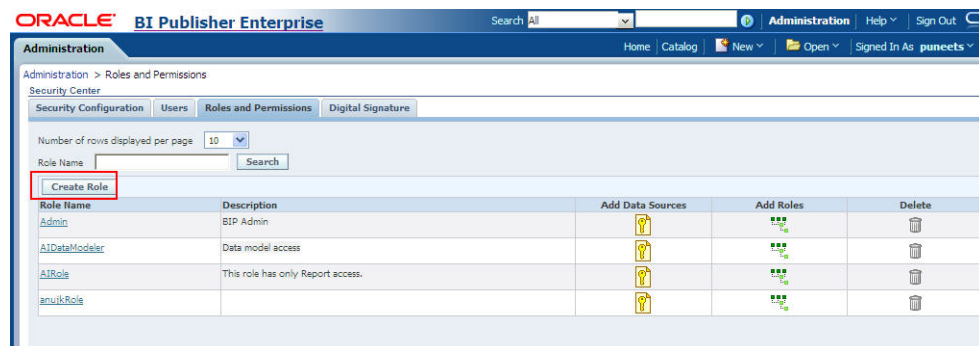 ORACLE BI Publisher Enterprise Search All Administration Help Sign Out
Administration Home Catalog New Open Signed In As puneets
Administration > Roles and Permissions
Security Center
Security Configuration Users Roles and Permissions Digital Signature
Number of rows displayed per page 10
Role Name Search
Create Role
Role Name Description Add Data Sources Add Roles Delete
Admin BIP Admin
AIDataModeler Data model access
AIRole This role has only Report access.
anujkRole